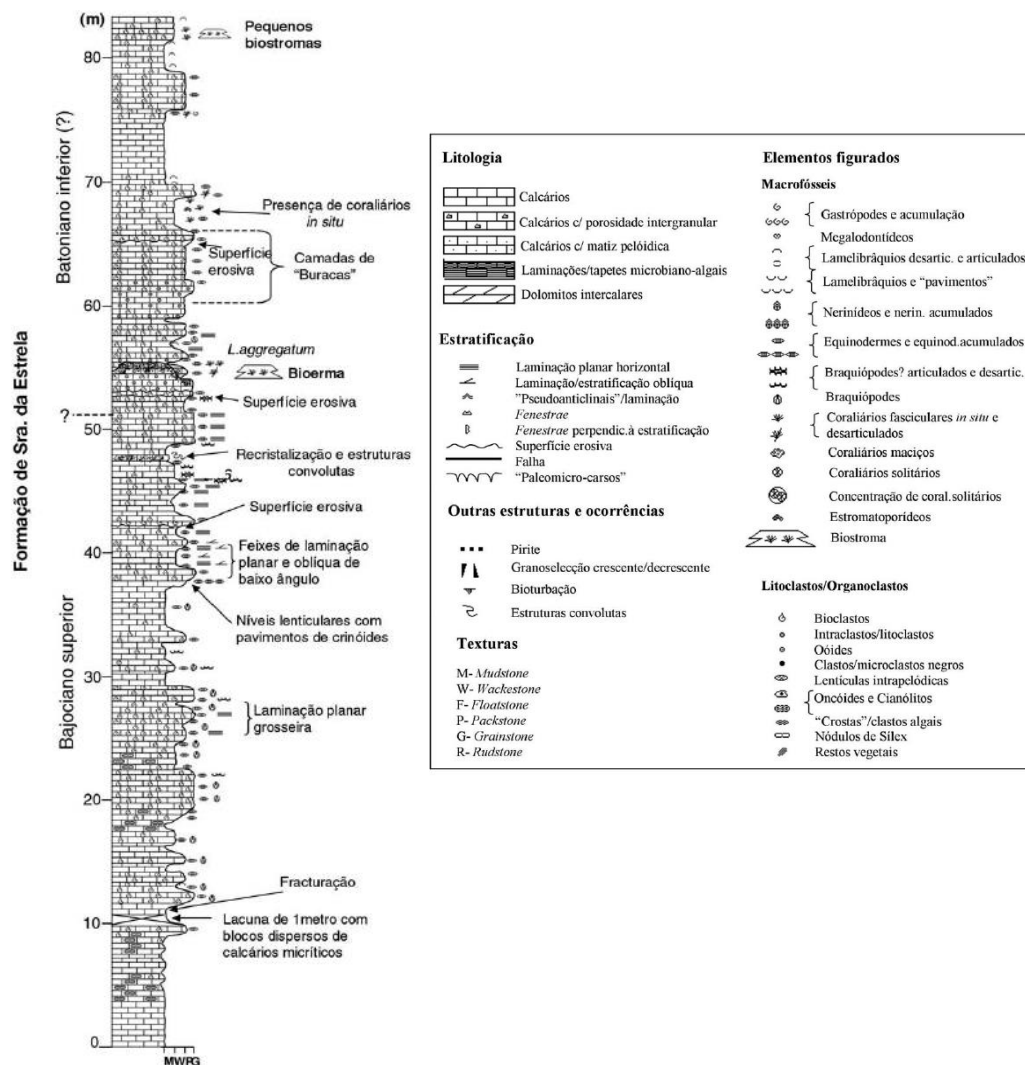 (m)
Pequenos
biostromas
80
Batoniano inferior (?)
70
Presença de coraliários
in situ
Superfície
erosiva
Camadas de
"Buracas"
60
L.aggregatum
Bioerma
Superfície erosiva
?
50
Recristalização e estruturas
convolutas
Superfície erosiva
40
Feixes de laminação
planar e oblíqua de
baixo ângulo
Níveis lenticulares com
pavimentos de crinóides
Formação de Sra. da Estrela
Bajociano superior
30
Laminação planar
grosseira
20
Fracturação
10
Lacuna de 1metro com
blocos dispersos de
calcários micríticos
0
MWPG
Litologia
Calcários
Calcários c/ porosidade intergranular
Calcários c/ matiz pelóidica
Laminações/tapetes microbiano-algais
Dolomitos intercalares
Estratificação
Laminação planar horizontal
Laminação/estratificação oblíqua
"Pseudoanticlinais"/laminação
Fenestrae
Fenestrae perpendic.à estratificação
Superfície erosiva
Falha
"Paleomicro-carsos"
Outras estruturas e ocorrências
Pirite
Granoselecção crescente/decrescente
Bioturbação
Estruturas convolutas
Texturas
M- Mudstone
W- Wackestone
F- Floatstone
P- Packstone
G- Grainstone
R- Rudstone
Elementos figurados
Macrofósseis
Gastrópodes e acumulação
Megalodontídeos
Lamelibrâquios desartic. e articulados
Lamelibrâquios e "pavimentos"
Nerinídeos e nerin. acumulados
Equinodermes e equinod.acumulados
Braquiópodes? articulados e desartic.
Braquiópodes
Coraliários fasciculares in situ e
desarticulados
Coraliários maciços
Coraliários solitários
Concentração de coral.solitários
Estromatoporídeos
Biostroma
Litoclastos/Organoclastos
Bioclastos
Intraclastos/litoclastos
Oóides
Clastos/microclastos negros
Lentículas intrapelódicas
Oncóides e Cianólitos
"Crostas"/clastos algais
Nódulos de Sílex
Restos vegetais